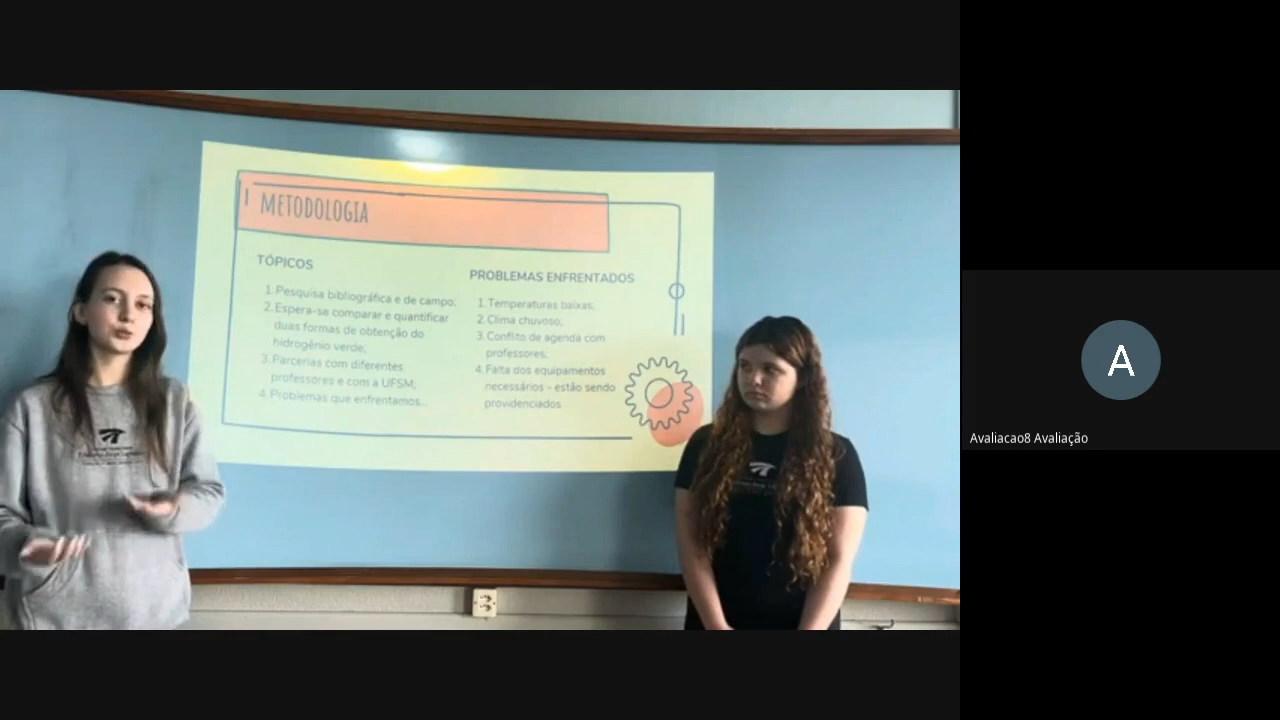 METODOLOGIA
TÓPICOS
1. Pesquisa bibliográfica e de campo;
2. Espera-se comparar e quantificar
duas formas de obtenção do
hidrogênio verde;
3. Parcerias com diferentes
professores e com a UFSM;
4. Problemas que enfrentamos...
PROBLEMAS ENFRENTADOS
1. Temperaturas baixas;
2. Clima chuvoso;
3. Conflito de agenda com
professores;
4. Falta dos equipamentos
necessários - estão sendo
providenciados
A
Avaliacao8 Avaliação